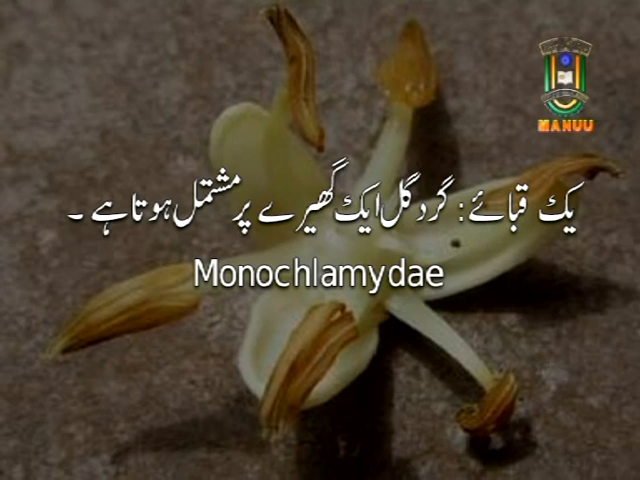 MANUU
یک قبائے: گرد گل ایک گھیرے پر مشتمل ہوتا ہے ۔
Monochlamydae